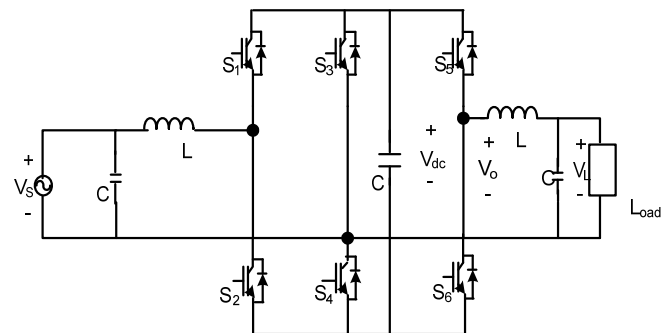 S1
S3
S5
+
+
+
+
L
L
VS
C
C
Vdc
Vo
C
VL
-
-
-
-
Load
S2
S4
S6